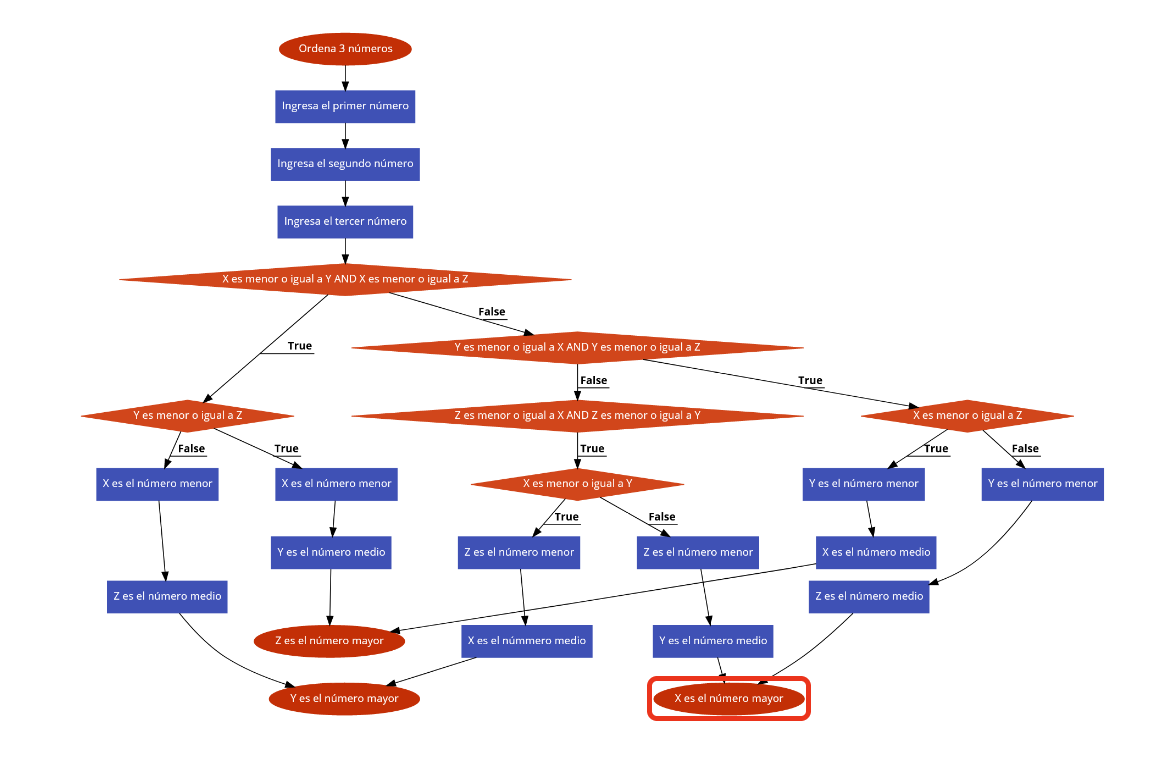 Ordena 3 números
Ingresa el primer número
Ingresa el segundo número
Ingresa el tercer número
X es menor o igual a Y AND X es menor o igual a Z
False
True
Y es menor o igual a X AND Y es menor o igual a Z
False
True
Y es menor o igual a Z
Z es menor o igual a X AND Z es menor o igual a Y
X es menor o igual a Z
False
True
True
True
False
X es el número menor
X es el número menor
X es menor o igual a Y
Y es el número menor
Y es el número menor
True
False
Y es el número medio
Z es el número menor
Z es el número menor
X es el número medio
Z es el número medio
Z es el número medio
Z es el número mayor
X es el númmero medio
Y es el número medio
Y es el número mayor
X es el número mayor